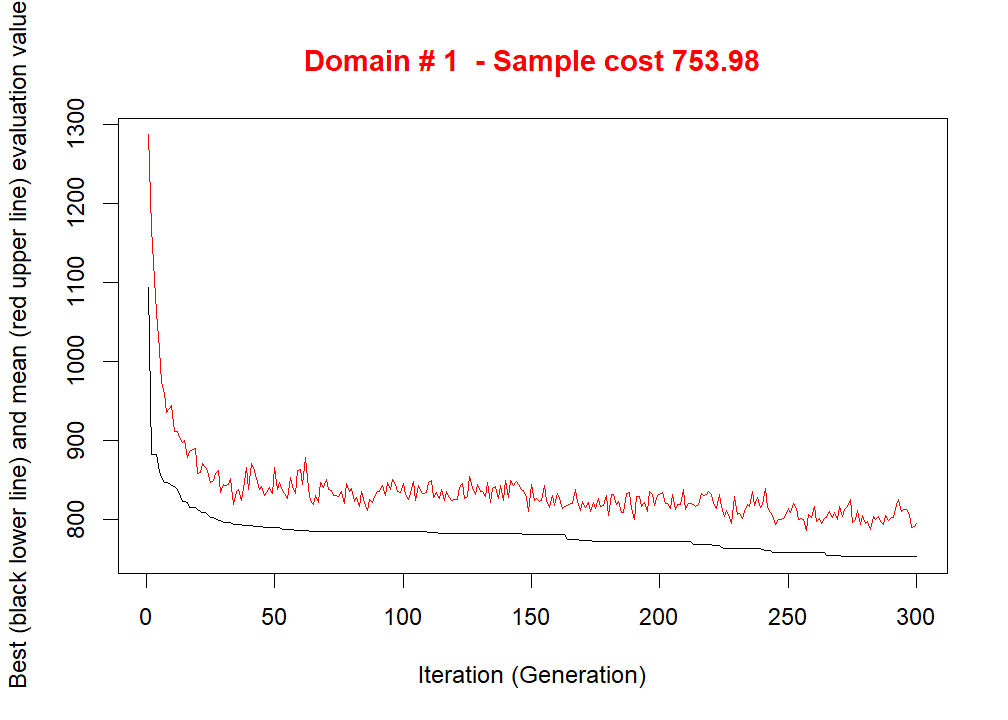 Domain # 1  - Sample cost 753.98
Best (black lower line) and mean (red upper line) evaluation value
1300
1200
1100
1000
900
800
0 50 100 150 200 250 300
Iteration (Generation)